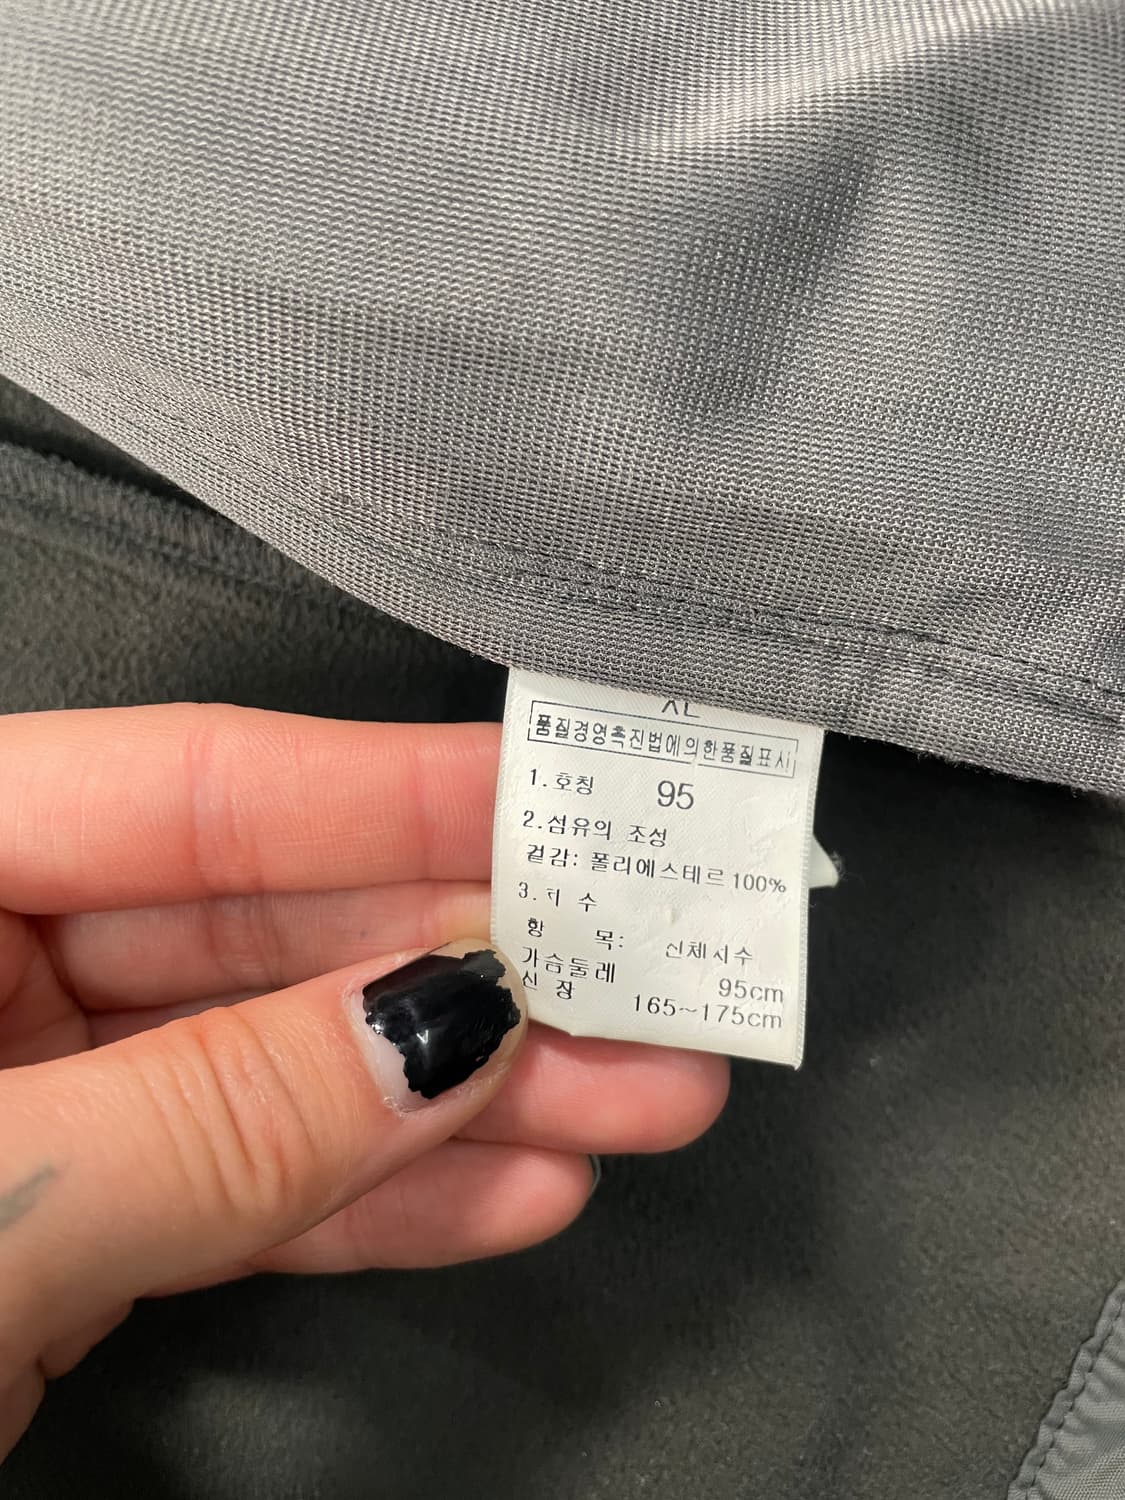 XL
품질경영촉진법에의한품질표시
1.호칭 95
2.섬유의 조성
겉감: 폴리에스테르100%
3.치 수
항 목: 신체치수
가슴둘레 95cm
신 장 165~175cm